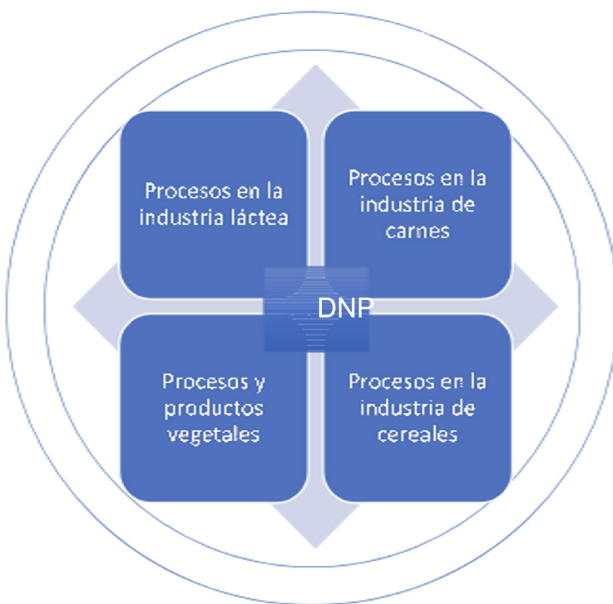 Procesos en la
industria láctea
Procesos en la
industria de
carnes
DNP
Procesos y
productos
vegetales
Procesos en la
industria de
cereales